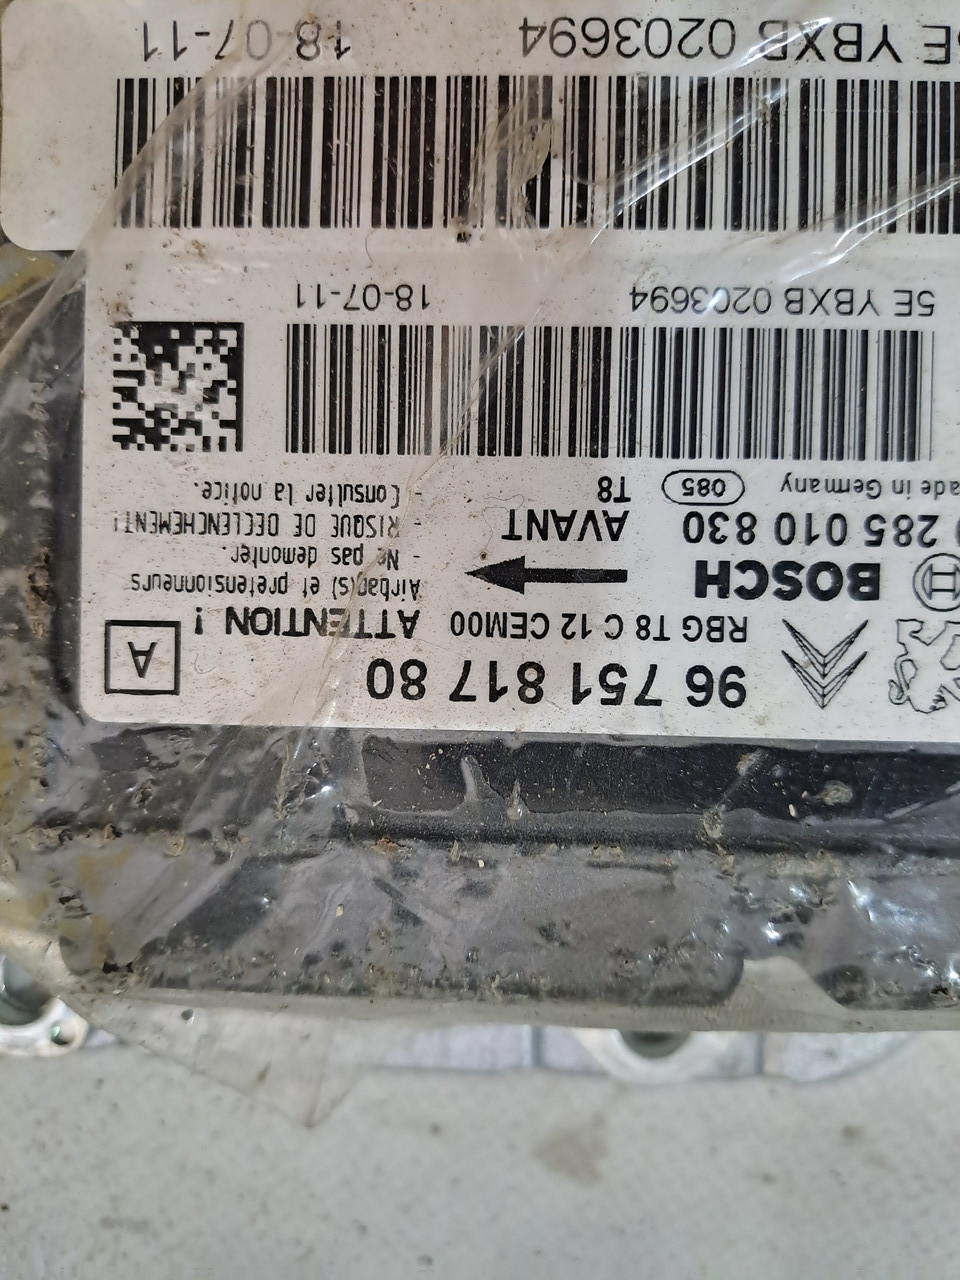 96 751 817 80
RBG T8 C 12 CEM00
BOSCH
285 010 830
AVANT
Made in Germany
085
T8
A
ATTENTION !
Airbag(s) et pretensionneurs
- Ne pas demonter.
- RISQUE DE DECLENCHEMENT!
- Consulter la notice.
5E YBXB 0203694
18-07-11
5E YBXB 0203694
18-07-11